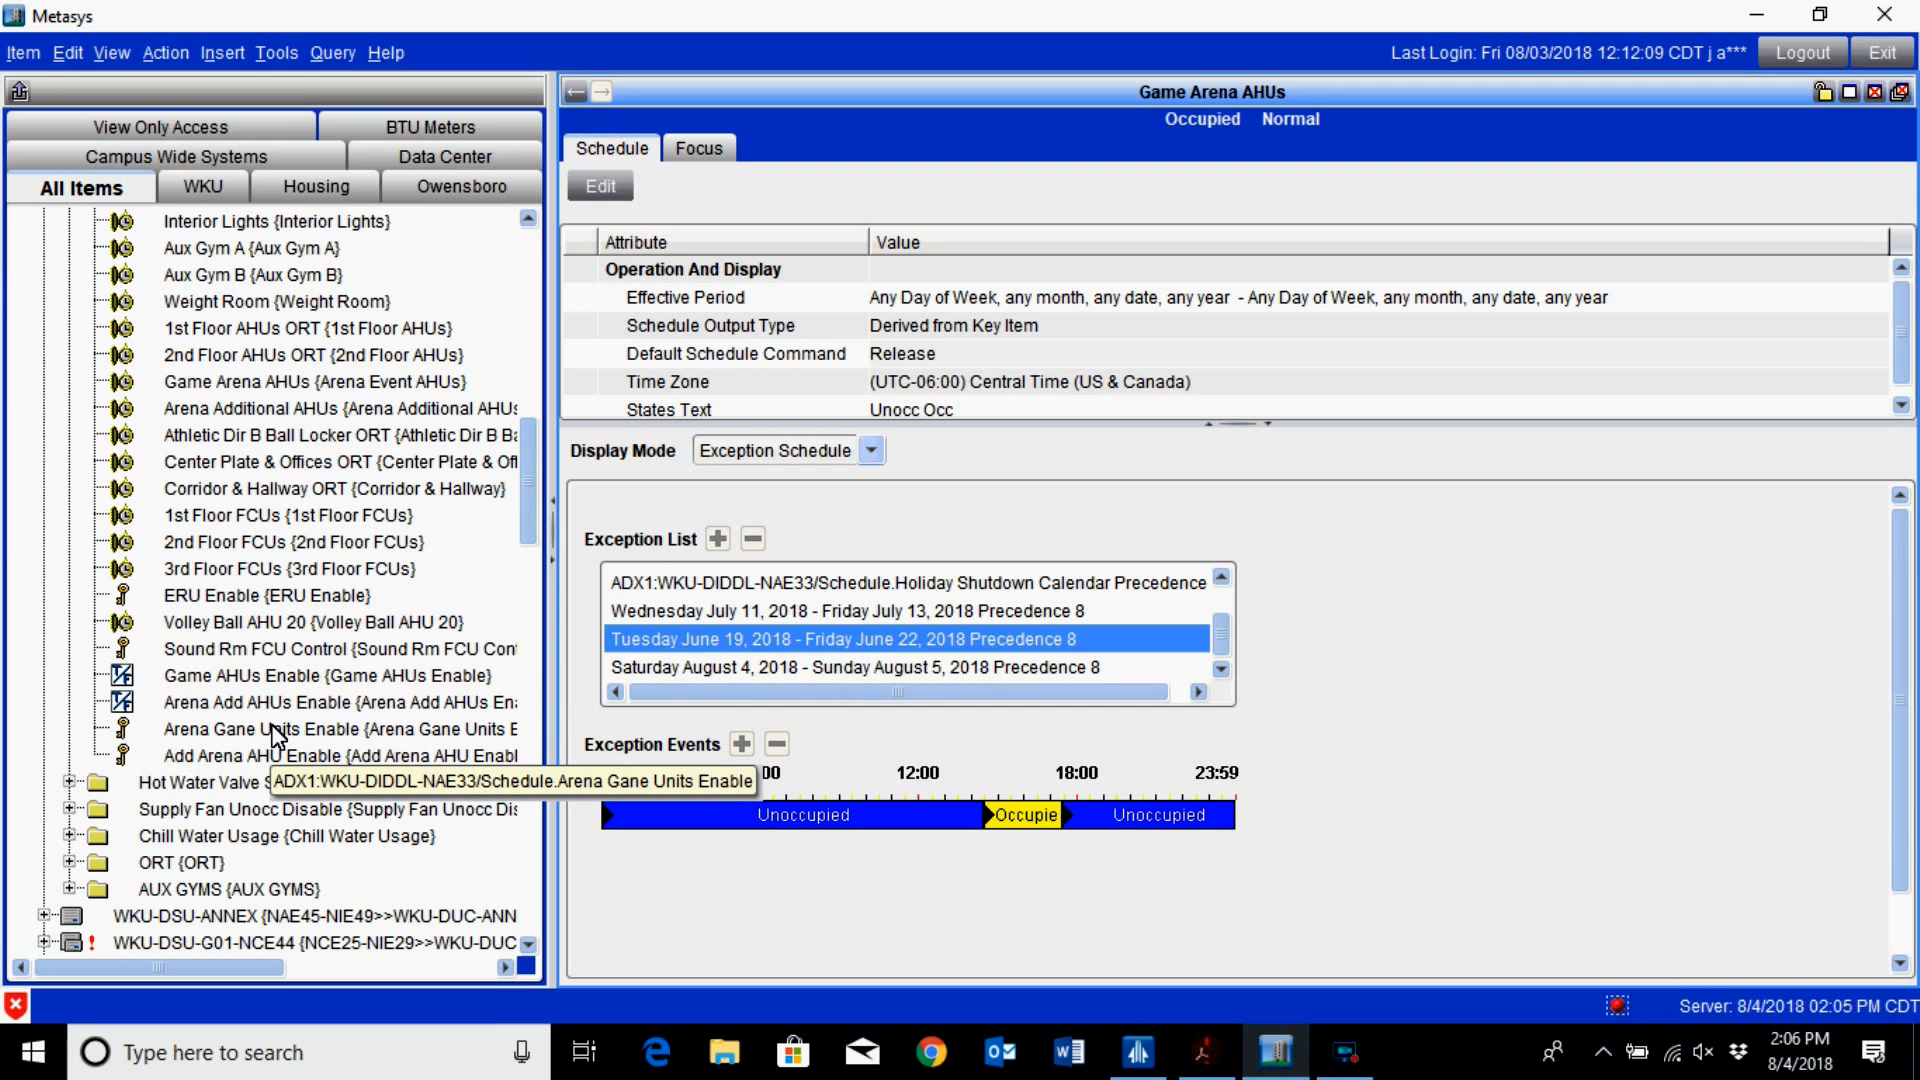 Metasys
Item Edit View Action Insert Tools Query Help
Last Login: Fri 08/03/2018 12:12:09 CDT j a*** Logout Exit
View Only Access BTU Meters
Campus Wide Systems Data Center
All Items WKU Housing Owensboro
Interior Lights {Interior Lights}
Aux Gym A {Aux Gym A}
Aux Gym B {Aux Gym B}
Weight Room {Weight Room}
1st Floor AHUs ORT {1st Floor AHUs}
2nd Floor AHUs ORT {2nd Floor AHUs}
Game Arena AHUs {Arena Event AHUs}
Arena Additional AHUs {Arena Additional AHUs
Athletic Dir B Ball Locker ORT {Athletic Dir B Ba
Center Plate & Offices ORT {Center Plate & Off
Corridor & Hallway ORT {Corridor & Hallway}
1st Floor FCUs {1st Floor FCUs}
2nd Floor FCUs {2nd Floor FCUs}
3rd Floor FCUs {3rd Floor FCUs}
ERU Enable {ERU Enable}
Volley Ball AHU 20 {Volley Ball AHU 20}
Sound Rm FCU Control {Sound Rm FCU Cont
Game AHUs Enable {Game AHUs Enable}
Arena Add AHUs Enable {Arena Add AHUs Ena
Arena Gane Units Enable {Arena Gane Units E
Add Arena AHU Enable {Add Arena AHU Enabl
Hot Water Valve S
ADX1:WKU-DIDDL-NAE33/Schedule.Arena Gane Units Enable
Supply Fan Unocc Disable {Supply Fan Unocc Dis
Chill Water Usage {Chill Water Usage}
ORT {ORT}
AUX GYMS {AUX GYMS}
WKU-DSU-ANNEX {NAE45-NIE49>>WKU-DUC-ANN
WKU-DSU-G01-NCE44 {NCE25-NIE29>>WKU-DUC
Game Arena AHUs
Occupied Normal
Schedule Focus
Edit
Attribute Value
Operation And Display
Effective Period Any Day of Week, any month, any date, any year - Any Day of Week, any month, any date, any year
Schedule Output Type Derived from Key Item
Default Schedule Command Release
Time Zone (UTC-06:00) Central Time (US & Canada)
States Text Unocc Occ
Display Mode Exception Schedule
Exception List
ADX1:WKU-DIDDL-NAE33/Schedule.Holiday Shutdown Calendar Precedence
Wednesday July 11, 2018 - Friday July 13, 2018 Precedence 8
Tuesday June 19, 2018 - Friday June 22, 2018 Precedence 8
Saturday August 4, 2018 - Sunday August 5, 2018 Precedence 8
Exception Events
00 12:00 18:00 23:59
Unoccupied Occupie Unoccupied
Server: 8/4/2018 02:05 PM CDT
Type here to search
2:06 PM
8/4/2018